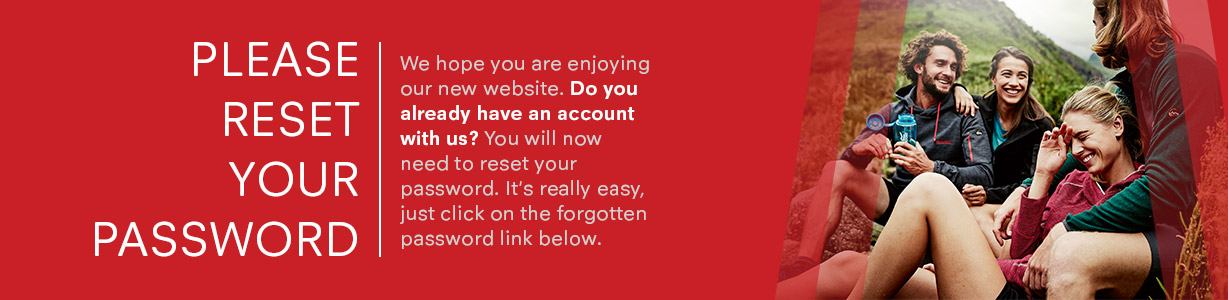 PLEASE
RESET
YOUR
PASSWORD
We hope you are enjoying
our new website. Do you
already have an account
with us? You will now
need to reset your
password. It's really easy,
just click on the forgotten
password link below.